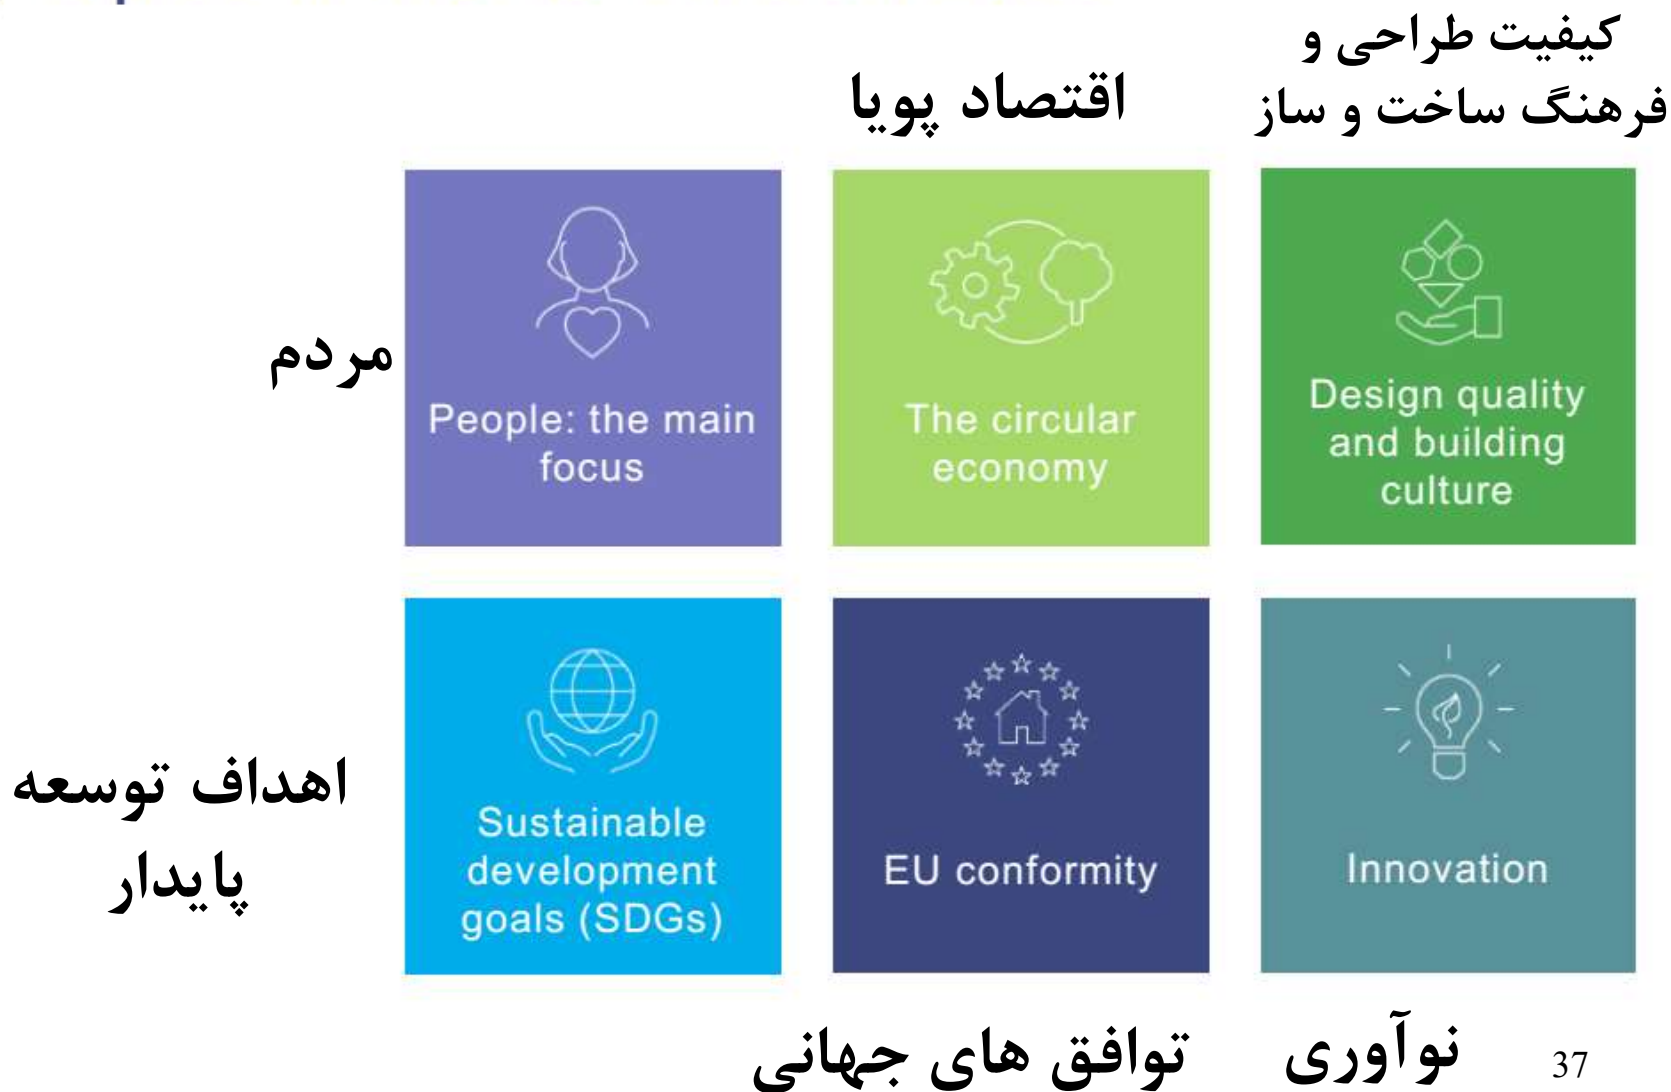 کیفیت طراحی و
فرهنگ ساخت و ساز
اقتصاد پویا
مردم
People: the main
focus
The circular
economy
Design quality
and building
culture
اهداف توسعه
پایدار
Sustainable
development
goals (SDGs)
EU conformity
Innovation
توافق های جهانی
نوآوری
37